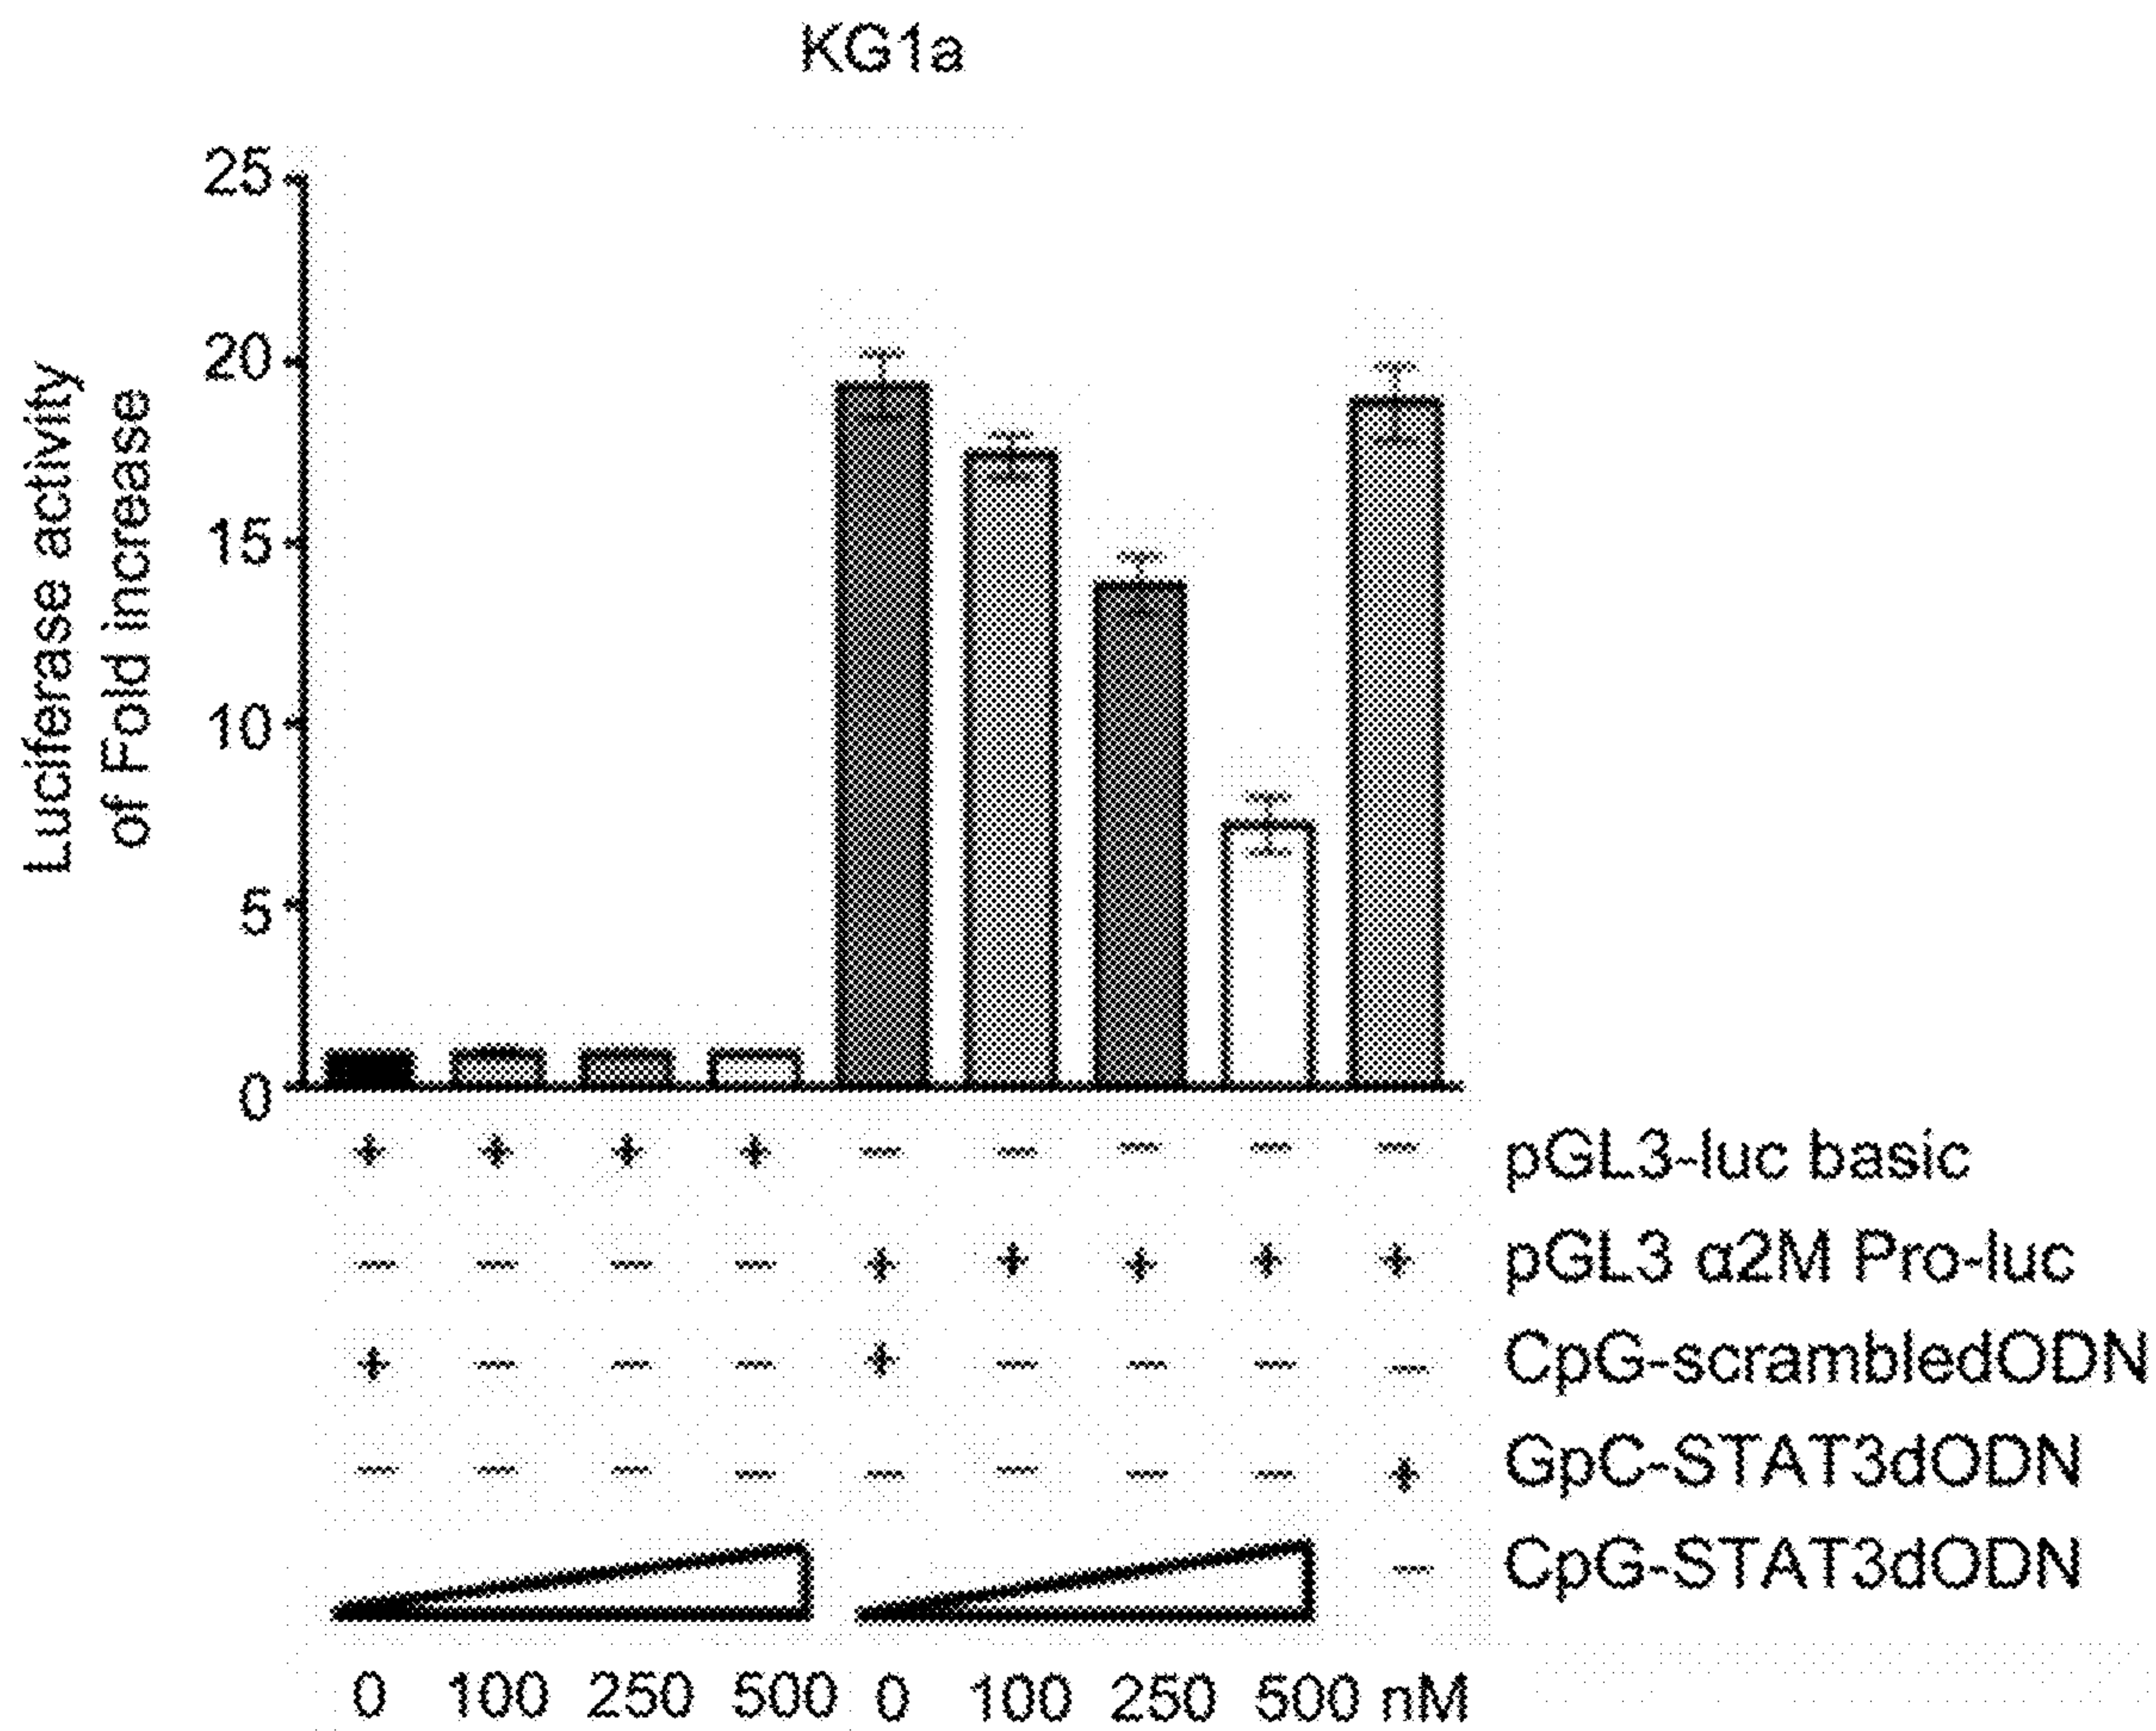 KG1a
Luciferase activity
of Fold increase
25
20
15
10
5
0
+ + + + − − − − − pGL3-luc basic
− − − − + + + + + pGL3 α2M Pro-luc
+ − − − + − − − − CpG-scrambledODN
− − − − − − − − + GpC-STAT3dODN
− CpG-STAT3dODN
0 100 250 500 0 100 250 500 nM